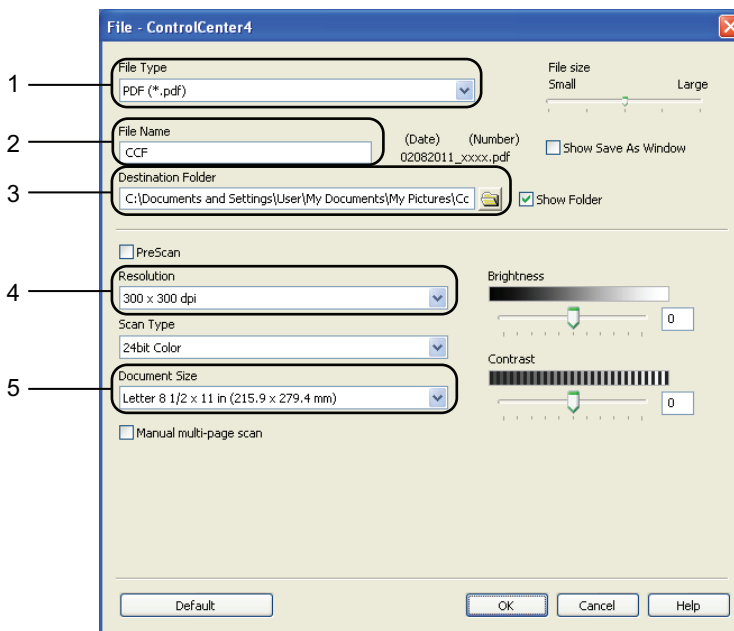 File - ControlCenter4
1
File Type
PDF (*.pdf)
File size
Small Large
2
File Name
CCF
(Date) (Number)
02082011_xxxx.pdf
Show Save As Window
3
Destination Folder
C:\Documents and Settings\User\My Documents\My Pictures\Cc
Show Folder
PreScan
4
Resolution
300 x 300 dpi
Brightness
0
Scan Type
24bit Color
Contrast
0
5
Document Size
Letter 8 1/2 x 11 in (215.9 x 279.4 mm)
Manual multi-page scan
Default OK Cancel Help